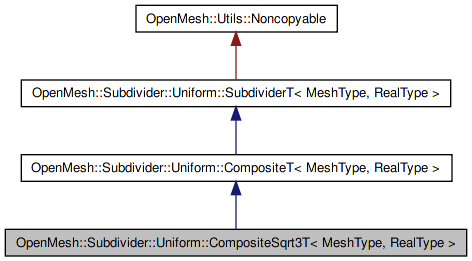 OpenMesh::Utils::Noncopyable
OpenMesh::Subdivider::Uniform::SubdividerT< MeshType, RealType >
OpenMesh::Subdivider::Uniform::CompositeT< MeshType, RealType >
OpenMesh::Subdivider::Uniform::CompositeSqrt3T< MeshType, RealType >